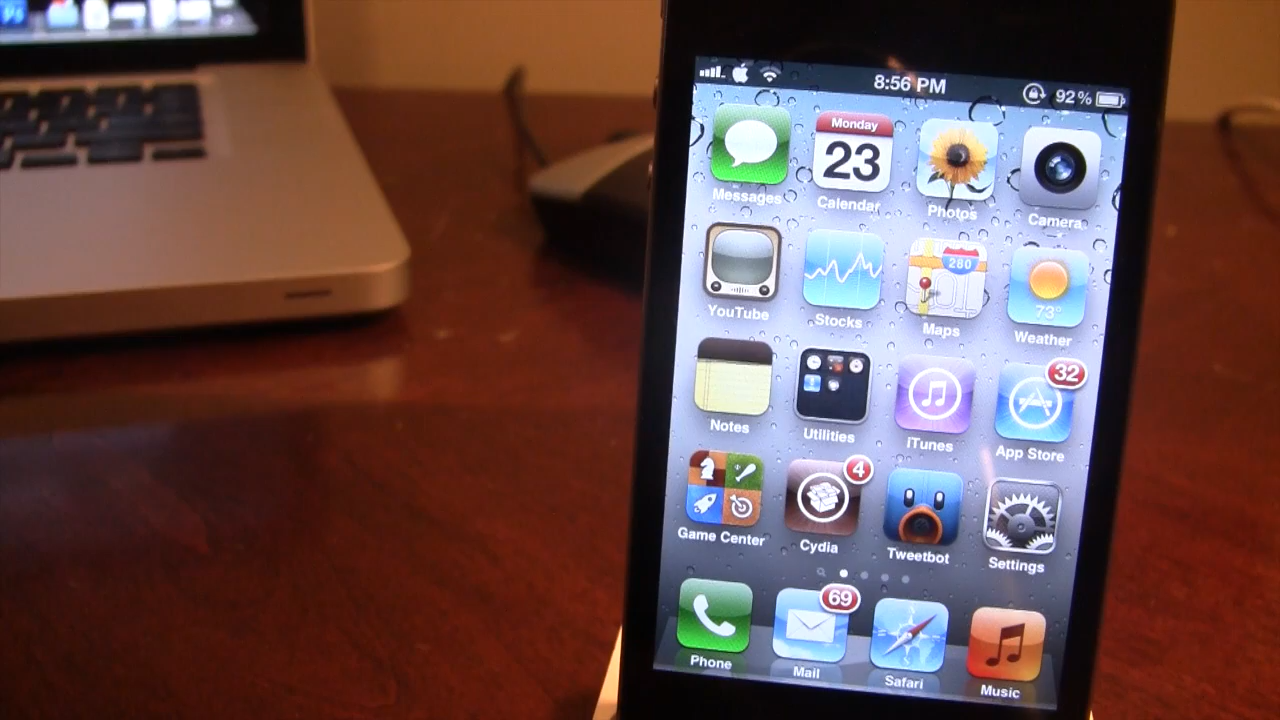 Ps
8:56 PM
92%
Monday
23
Messages
Calendar
Photos
Camera
280
73°
YouTube
Stocks
Maps
Weather
32
Notes
Utilities
iTunes
App Store
4
Game Center
Cydia
Tweetbot
Settings
69
Phone
Mail
Safari
Music